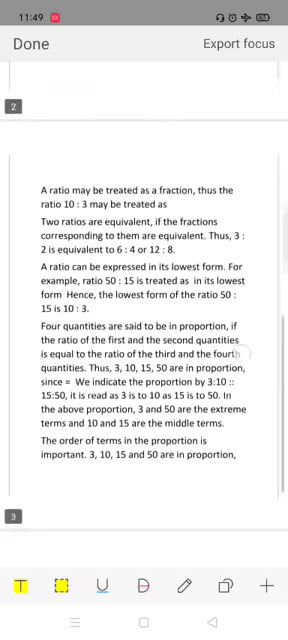 11:49
Done
Export focus
2
A ratio may be treated as a fraction, thus the
ratio 10 : 3 may be treated as
Two ratios are equivalent, if the fractions
corresponding to them are equivalent. Thus, 3 :
2 is equivalent to 6 : 4 or 12 : 8.
A ratio can be expressed in its lowest form. For
example, ratio 50 : 15 is treated as  in its lowest
form  Hence, the lowest form of the ratio 50 :
15 is 10 : 3.
Four quantities are said to be in proportion, if
the ratio of the first and the second quantities
is equal to the ratio of the third and the fourth
quantities. Thus, 3, 10, 15, 50 are in proportion,
since =  We indicate the proportion by 3:10 ::
15:50, it is read as 3 is to 10 as 15 is to 50. In
the above proportion, 3 and 50 are the extreme
terms and 10 and 15 are the middle terms.
The order of terms in the proportion is
important. 3, 10, 15 and 50 are in proportion,
3
T
U
D